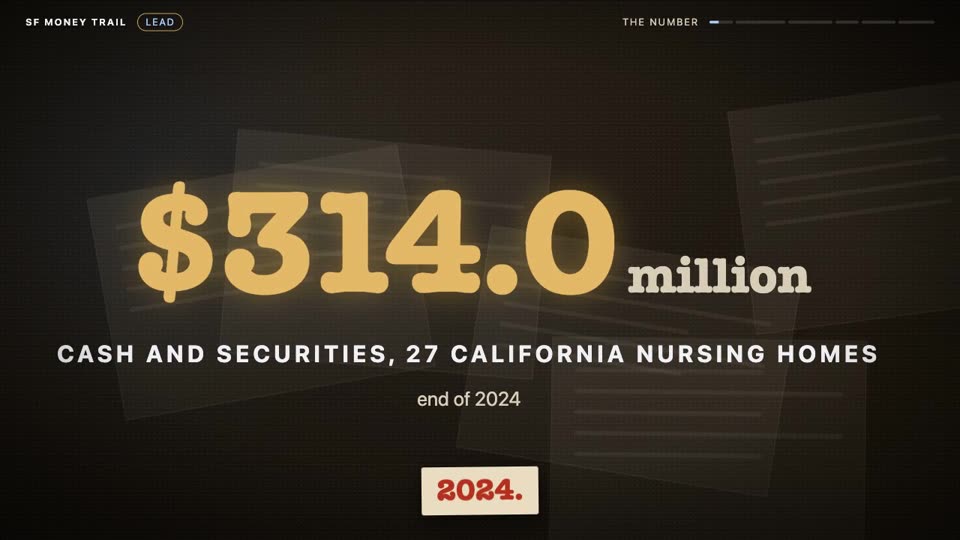 SF MONEY TRAIL LEAD THE NUMBER
$314.0 million
CASH AND SECURITIES, 27 CALIFORNIA NURSING HOMES
end of 2024
2024.